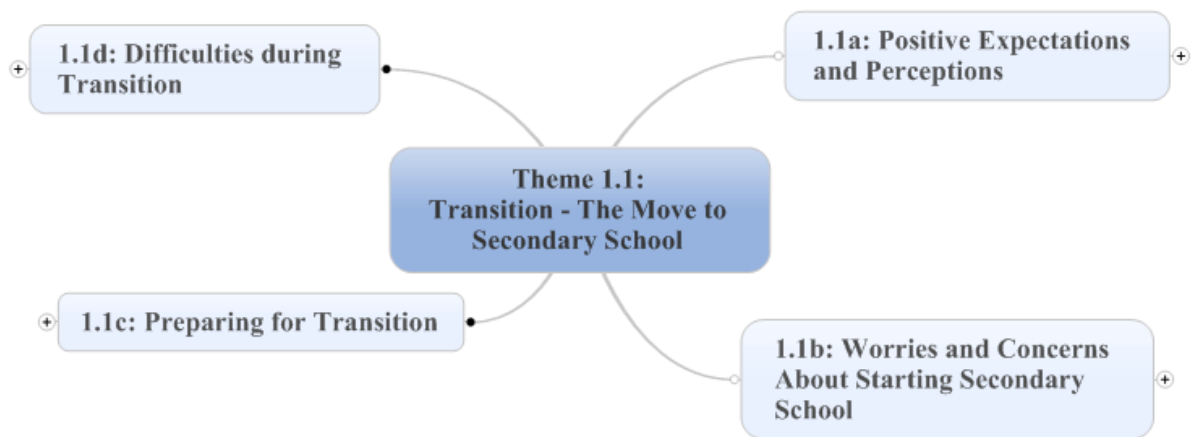 1.1d: Difficulties during
Transition
1.1a: Positive Expectations
and Perceptions
Theme 1.1:
Transition - The Move to
Secondary School
1.1c: Preparing for Transition
1.1b: Worries and Concerns
About Starting Secondary
School